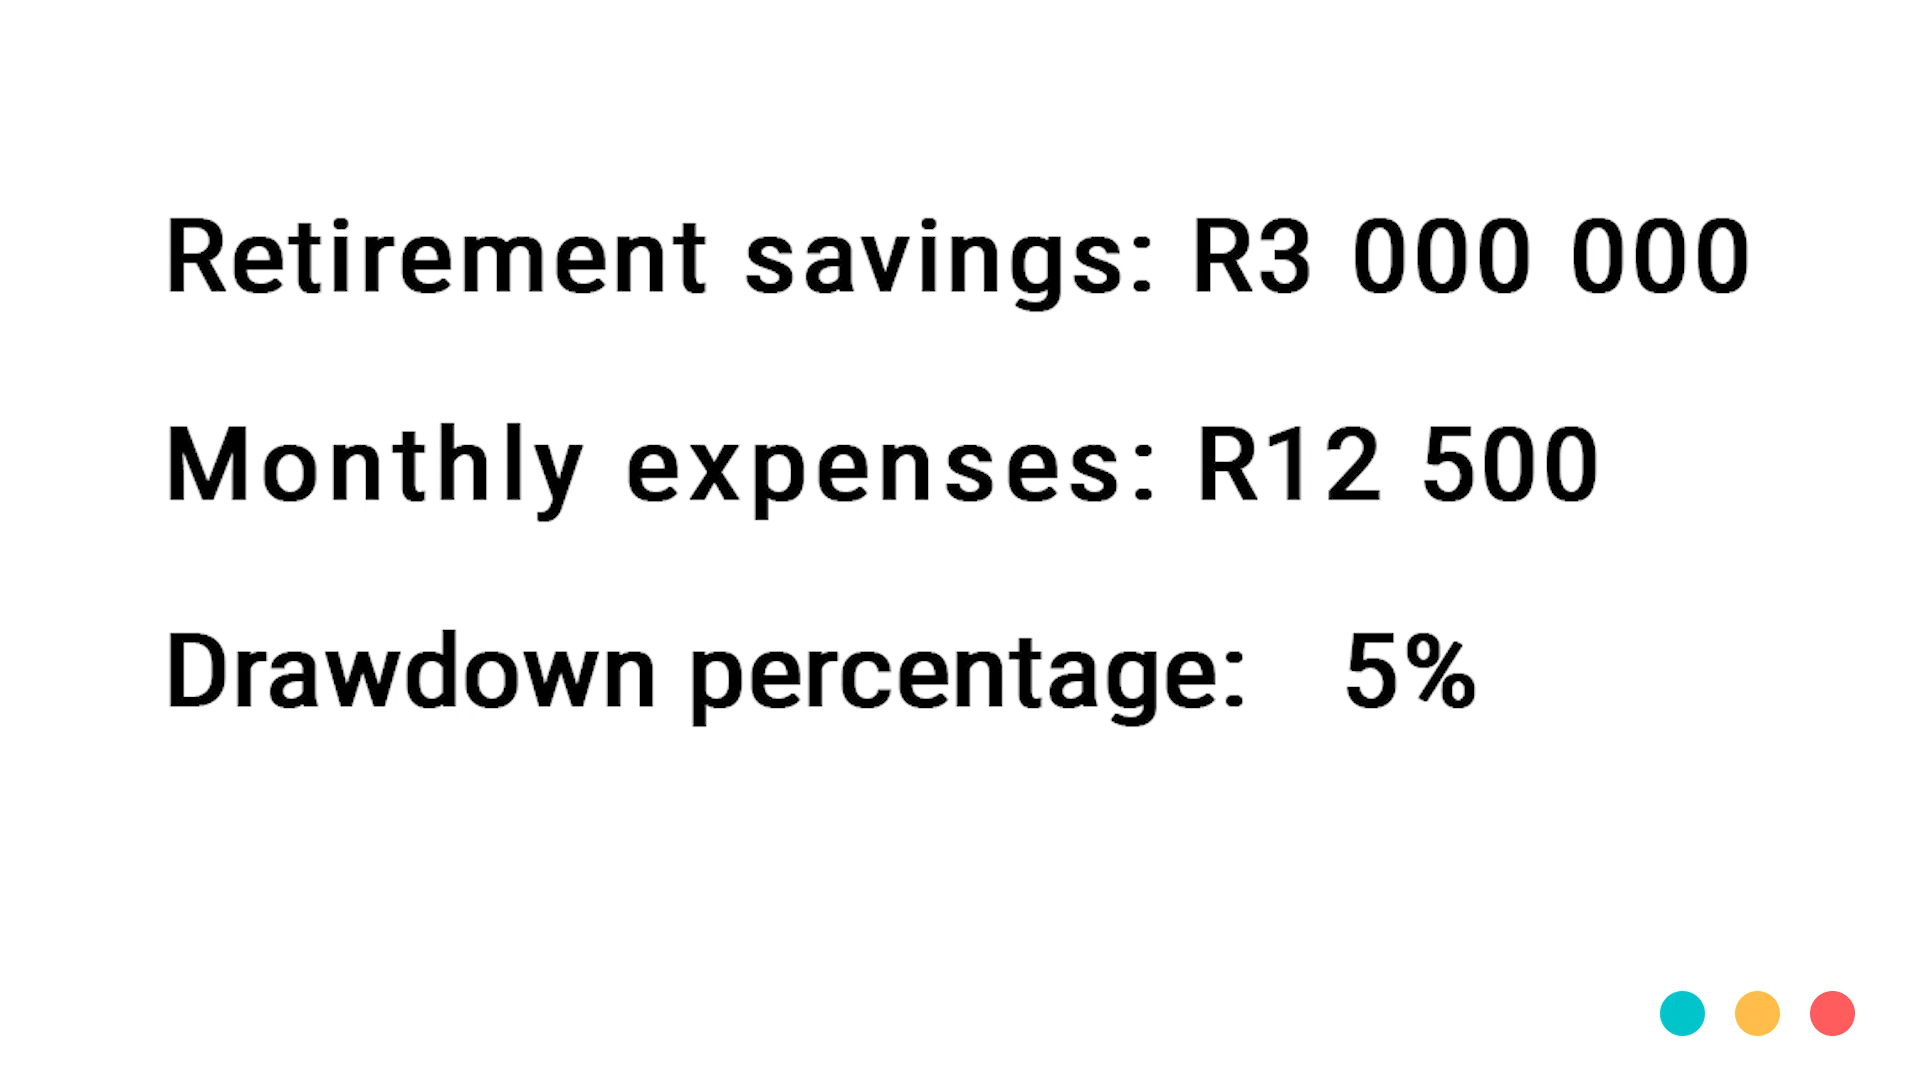 Retirement savings: R3 000 000
Monthly expenses: R12 500
Drawdown percentage: 5%